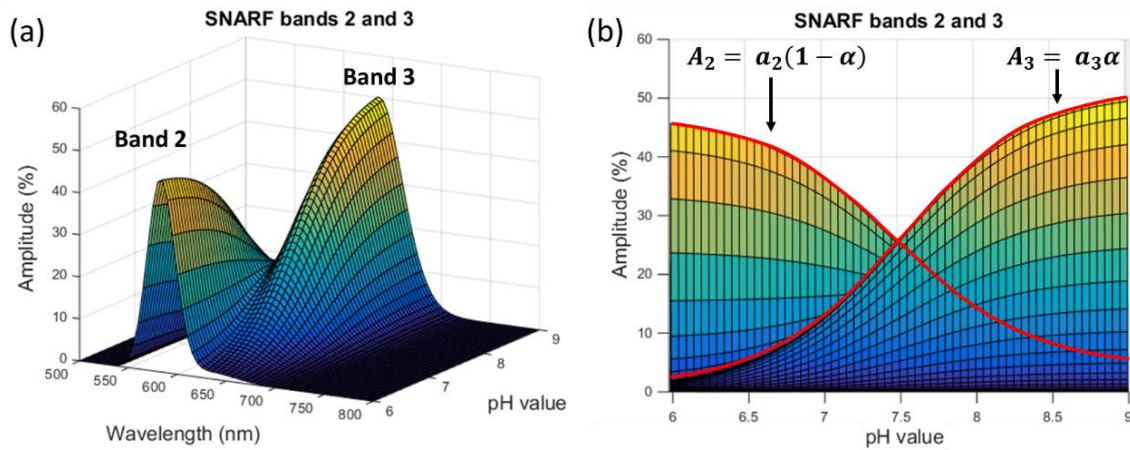 (a)
SNARF bands 2 and 3
Band 3
Band 2
60
50
40
30
20
10
0
Amplitude (%)
500
550
600
650
700
750
800
Wavelength (nm)
6
7
8
9
pH value
(b)
SNARF bands 2 and 3
A₂ = a₂(1 − α)
A₃ = a₃α
60
50
40
30
20
10
0
Amplitude (%)
6
6.5
7
7.5
8
8.5
9
pH value